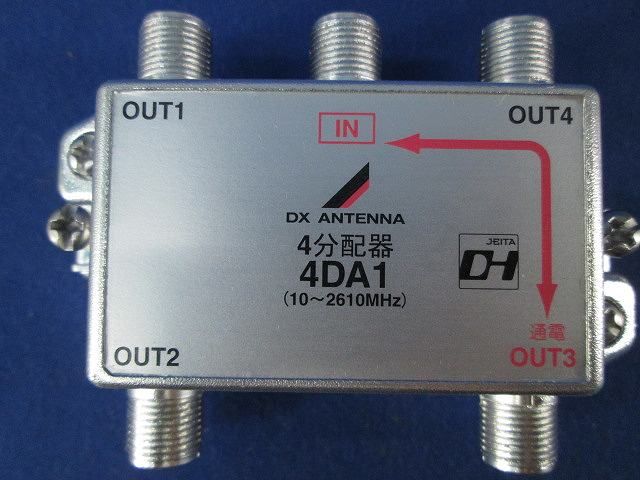 OUT1
IN
OUT4
DX ANTENNA
4分配器
4DA1
(10～2610MHz)
JEITA
DH
通電
OUT2
OUT3